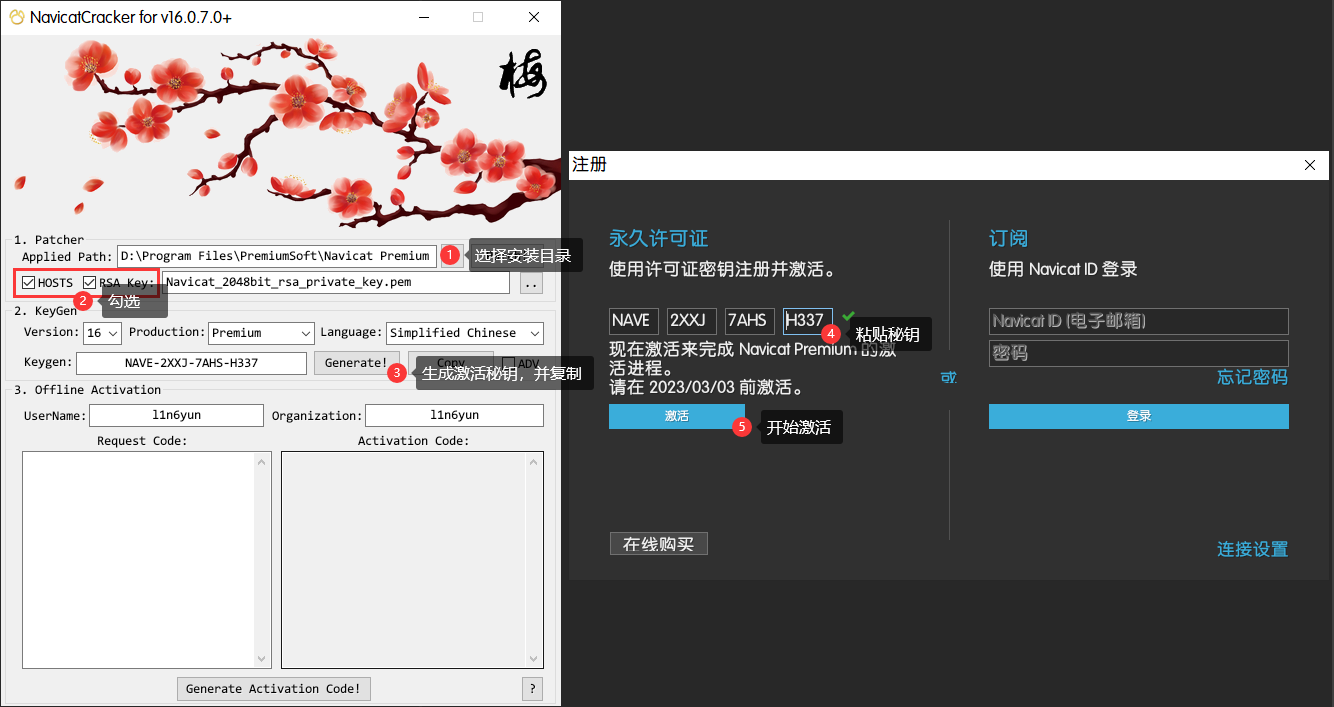 NavicatCracker for v16.0.7.0+
梅
1. Patcher
Applied Path: D:\Program Files\PremiumSoft\Navicat Premium
1 选择安装目录
HOSTS RSA Key: Navicat_2048bit_rsa_private_key.pem ..
2 勾选
2. KeyGen
Version: 16 Production: Premium Language: Simplified Chinese
Keygen: NAVE-2XXJ-7AHS-H337 Generate! Copy ADV
3 生成激活秘钥，并复制
3. Offline Activation
UserName: l1n6yun Organization: l1n6yun
Request Code: Activation Code:
Generate Activation Code! ?
注册
永久许可证
使用许可证密钥注册并激活。
NAVE 2XXJ 7AHS H337
4 粘贴秘钥
现在激活来完成 Navicat Premium 的激
活进程。
请在 2023/03/03 前激活。
激活
5 开始激活
在线购买
或
订阅
使用 Navicat ID 登录
Navicat ID (电子邮箱)
密码
忘记密码
登录
连接设置